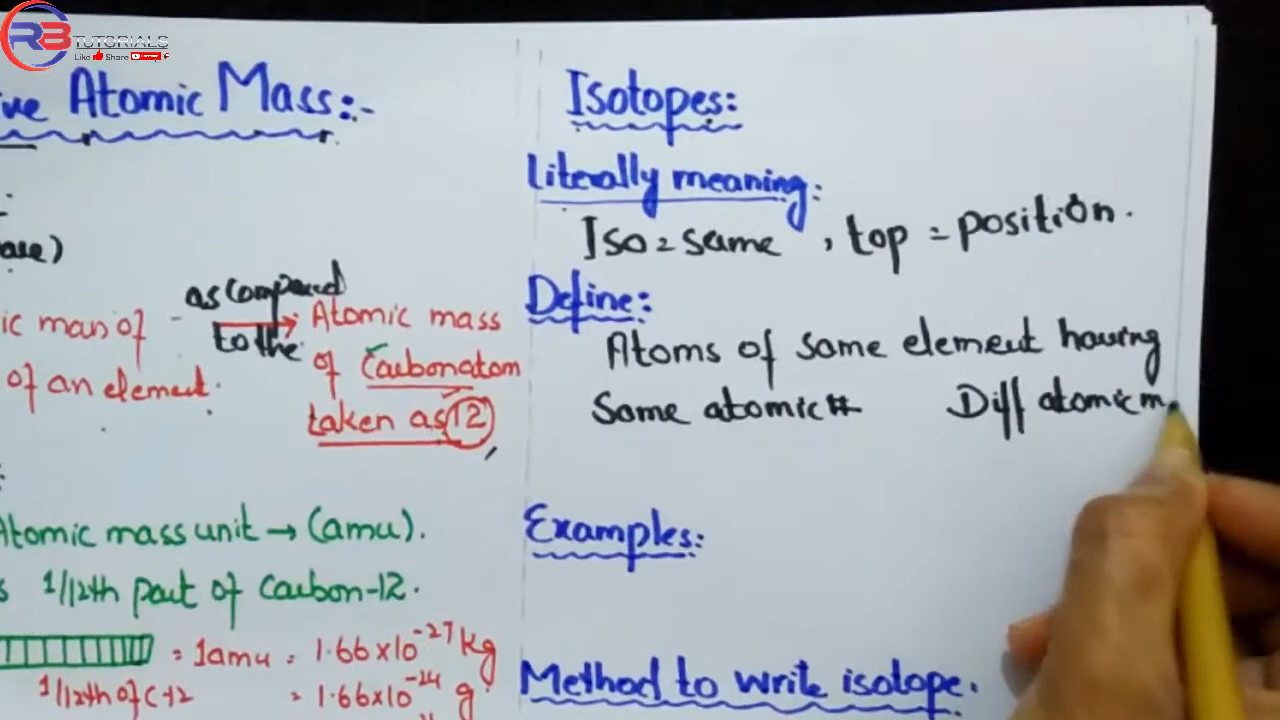 RB
TUTORIALS
Like Share
ive Atomic Mass:-
ic mass of
of an element.
as compared
to the
Atomic mass
of Carbon atom
taken as 12
Atomic mass unit → (amu).
1/12th part of Carbon-12.
= 1amu = 1.66x10^-27 kg
1/12th of C-12 = 1.66x10^-24 g
Isotopes:
Literally meaning:
Iso = same , top = position.
Define:
Atoms of same element having
Same atomic # Diff atomic m
Examples:
Method to write isotope.